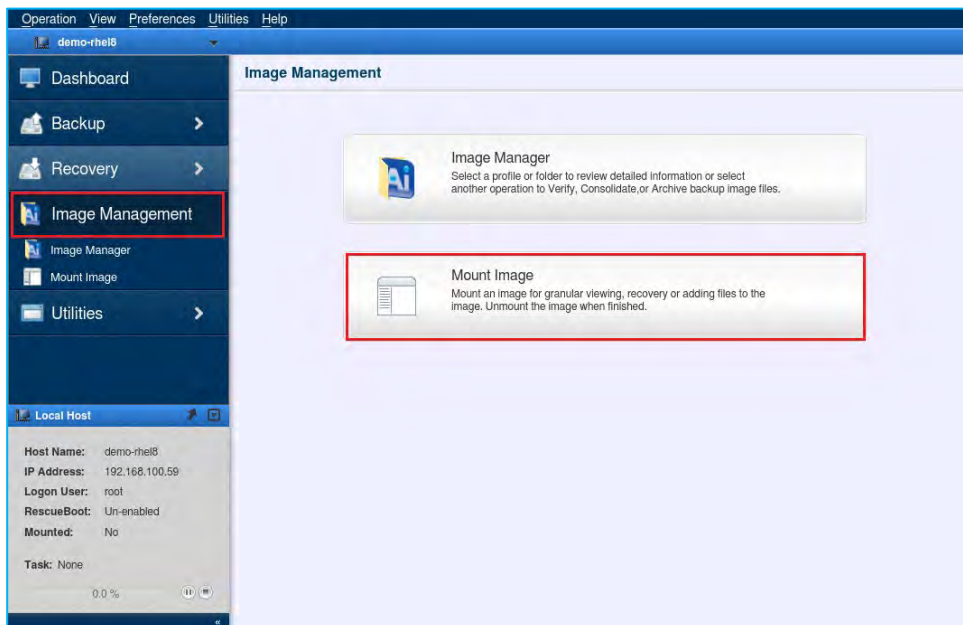 Operation View Preferences Utilities Help
demo-rhel8
Dashboard
Backup
Recovery
Image Management
Image Manager
Mount Image
Utilities
Local Host
Host Name: demo-rhel8
IP Address: 192.168.100.59
Logon User: root
RescueBoot: Un-enabled
Mounted: No
Task: None
0.0 %
Image Management
Image Manager
Select a profile or folder to review detailed information or select
another operation to Verify, Consolidate,or Archive backup image files.
Mount Image
Mount an image for granular viewing, recovery or adding files to the
image. Unmount the image when finished.